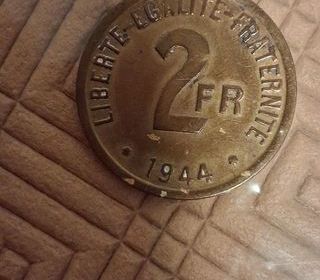 LIBERTE·EGALITE·FRATERNITE
2 FR
· 1944 ·